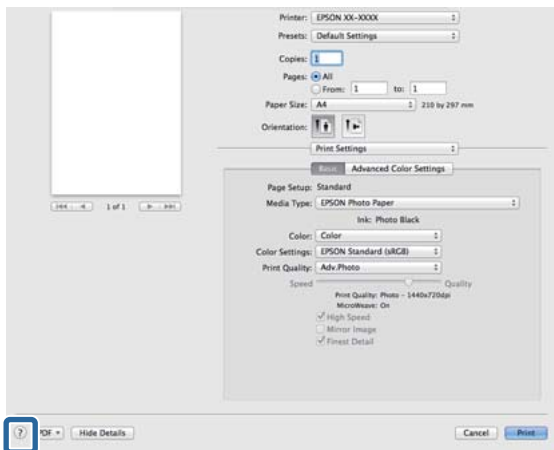 Printer: EPSON XX-XXXX
Presets: Default Settings
Copies: 1
Pages: All
From: 1 to: 1
Paper Size: A4 210 by 297 mm
Orientation:
Print Settings
Basic Advanced Color Settings
Page Setup: Standard
Media Type: EPSON Photo Paper
Ink: Photo Black
Color: Color
Color Settings: EPSON Standard (sRGB)
Print Quality: Adv.Photo
Speed Quality
Print Quality: Photo - 1440x720dpi
MicroWeave: On
High Speed
Mirror Image
Finest Detail
1 of 1
? PDF Hide Details Cancel Print